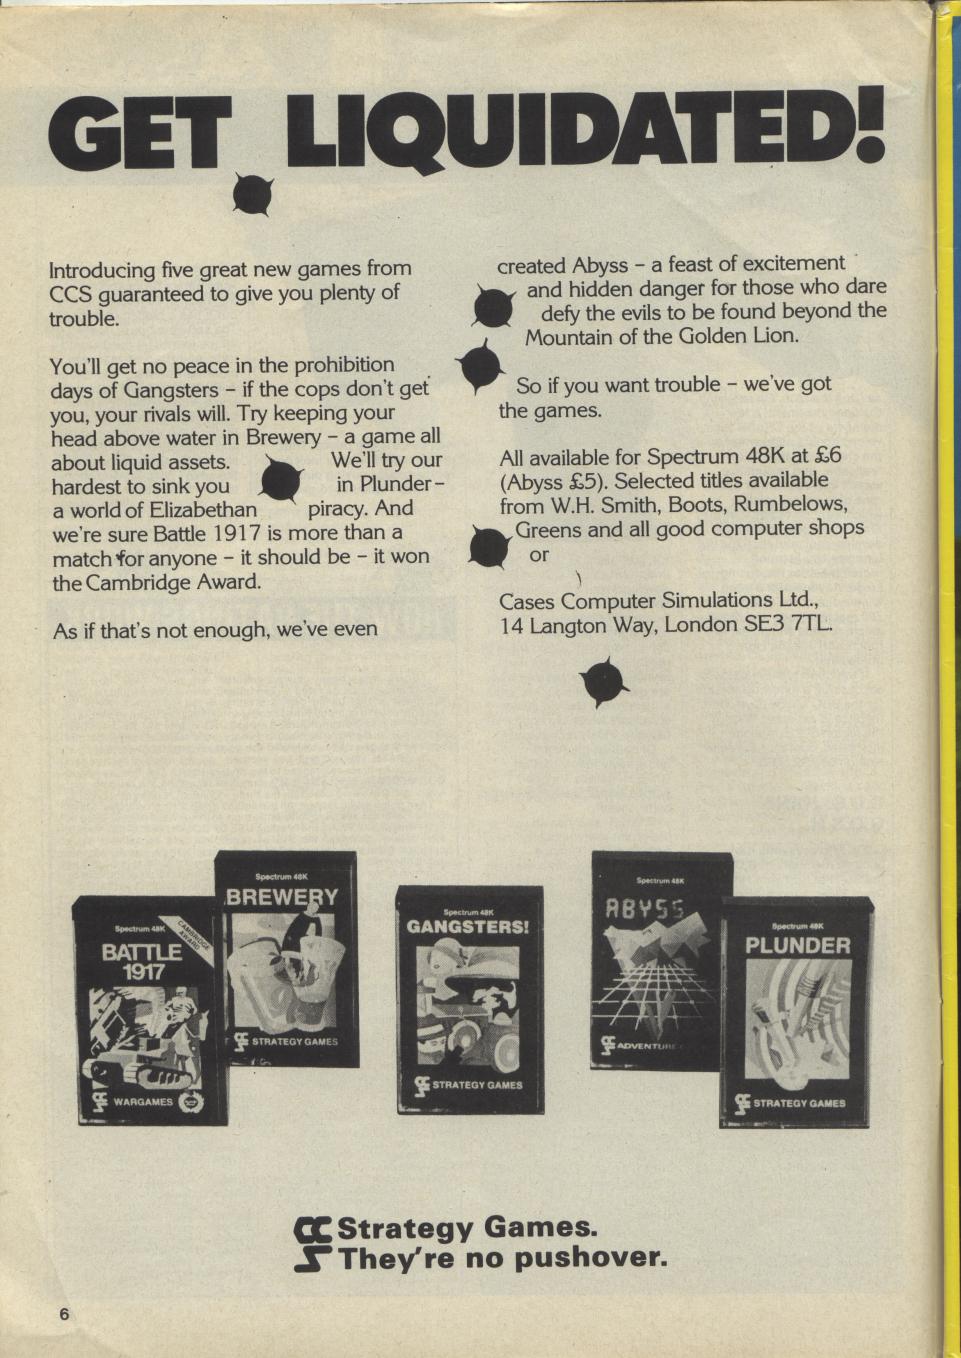 GET LIQUIDATED!
Introducing five great new games from
CCS guaranteed to give you plenty of
trouble.
You'll get no peace in the prohibition
days of Gangsters – if the cops don't get
you, your rivals will. Try keeping your
head above water in Brewery – a game all
about liquid assets. We'll try our
hardest to sink you in Plunder –
a world of Elizabethan piracy. And
we're sure Battle 1917 is more than a
match for anyone – it should be – it won
the Cambridge Award.
As if that's not enough, we've even
created Abyss – a feast of excitement
and hidden danger for those who dare
defy the evils to be found beyond the
Mountain of the Golden Lion.
So if you want trouble – we've got
the games.
All available for Spectrum 48K at £6
(Abyss £5). Selected titles available
from W.H. Smith, Boots, Rumbelows,
Greens and all good computer shops
or
Cases Computer Simulations Ltd.,
14 Langton Way, London SE3 7TL.
Spectrum 48K
CAMBRIDGE
AWARD
BATTLE
1917
CCS WARGAMES
Spectrum 48K
BREWERY
CCS STRATEGY GAMES
Spectrum 48K
GANGSTERS!
CCS STRATEGY GAMES
Spectrum 48K
ABYSS
CCS ADVENTURE
Spectrum 48K
PLUNDER
CCS STRATEGY GAMES
CCS Strategy Games.
They're no pushover.
6